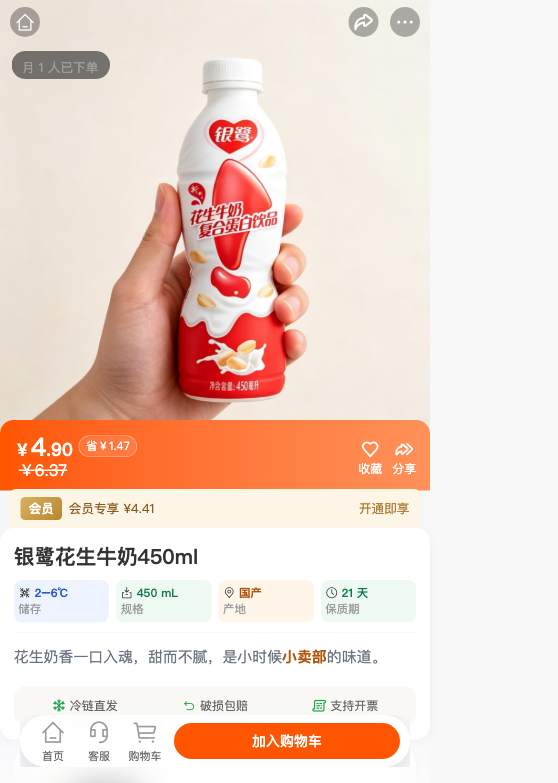 月 1 人已下单
银鹭
花生牛奶
复合蛋白饮品
净含量:450毫升
¥4.90 省¥1.47
¥6.37
收藏 分享
会员 会员专享 ¥4.41 开通即享
银鹭花生牛奶450ml
2–6℃ 450 mL 国产 21 天
储存 规格 产地 保质期
花生奶香一口入魂，甜而不腻，是小时候小卖部的味道。
冷链直发 破损包赔 支持开票
首页 客服 购物车 加入购物车